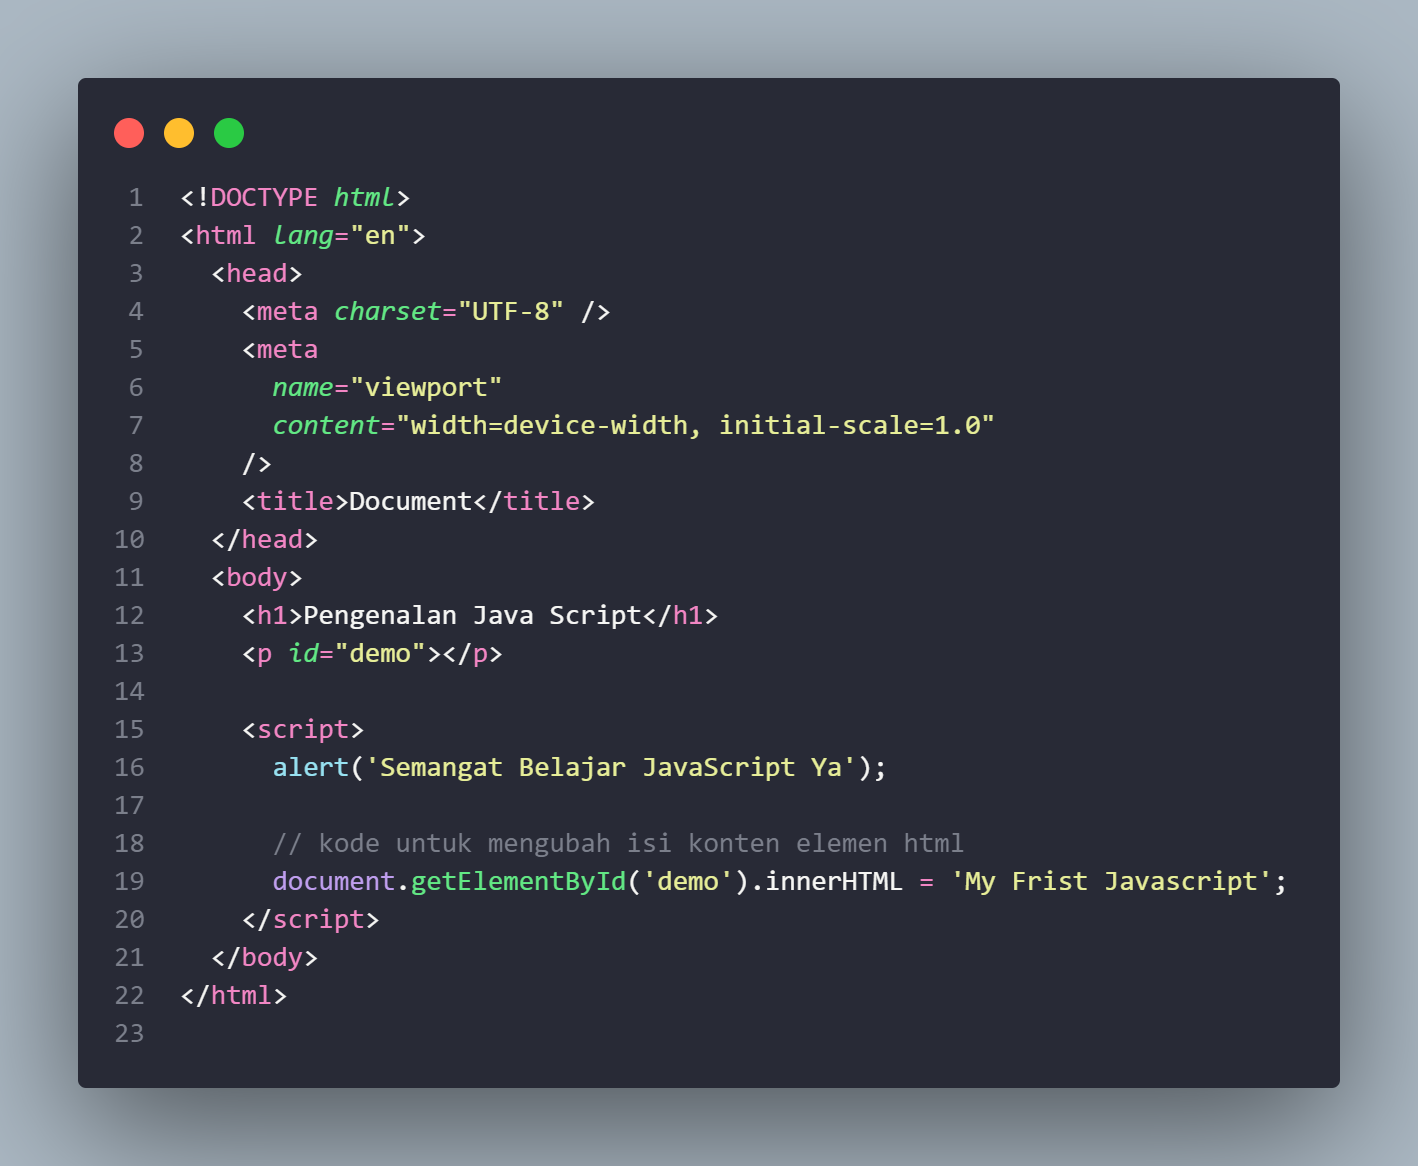 1 <!DOCTYPE html>
2 <html lang="en">
3   <head>
4     <meta charset="UTF-8" />
5     <meta
6       name="viewport"
7       content="width=device-width, initial-scale=1.0"
8     />
9     <title>Document</title>
10   </head>
11   <body>
12     <h1>Pengenalan Java Script</h1>
13     <p id="demo"></p>
14
15     <script>
16       alert('Semangat Belajar JavaScript Ya');
17
18       // kode untuk mengubah isi konten elemen html
19       document.getElementById('demo').innerHTML = 'My Frist Javascript';
20     </script>
21   </body>
22 </html>
23